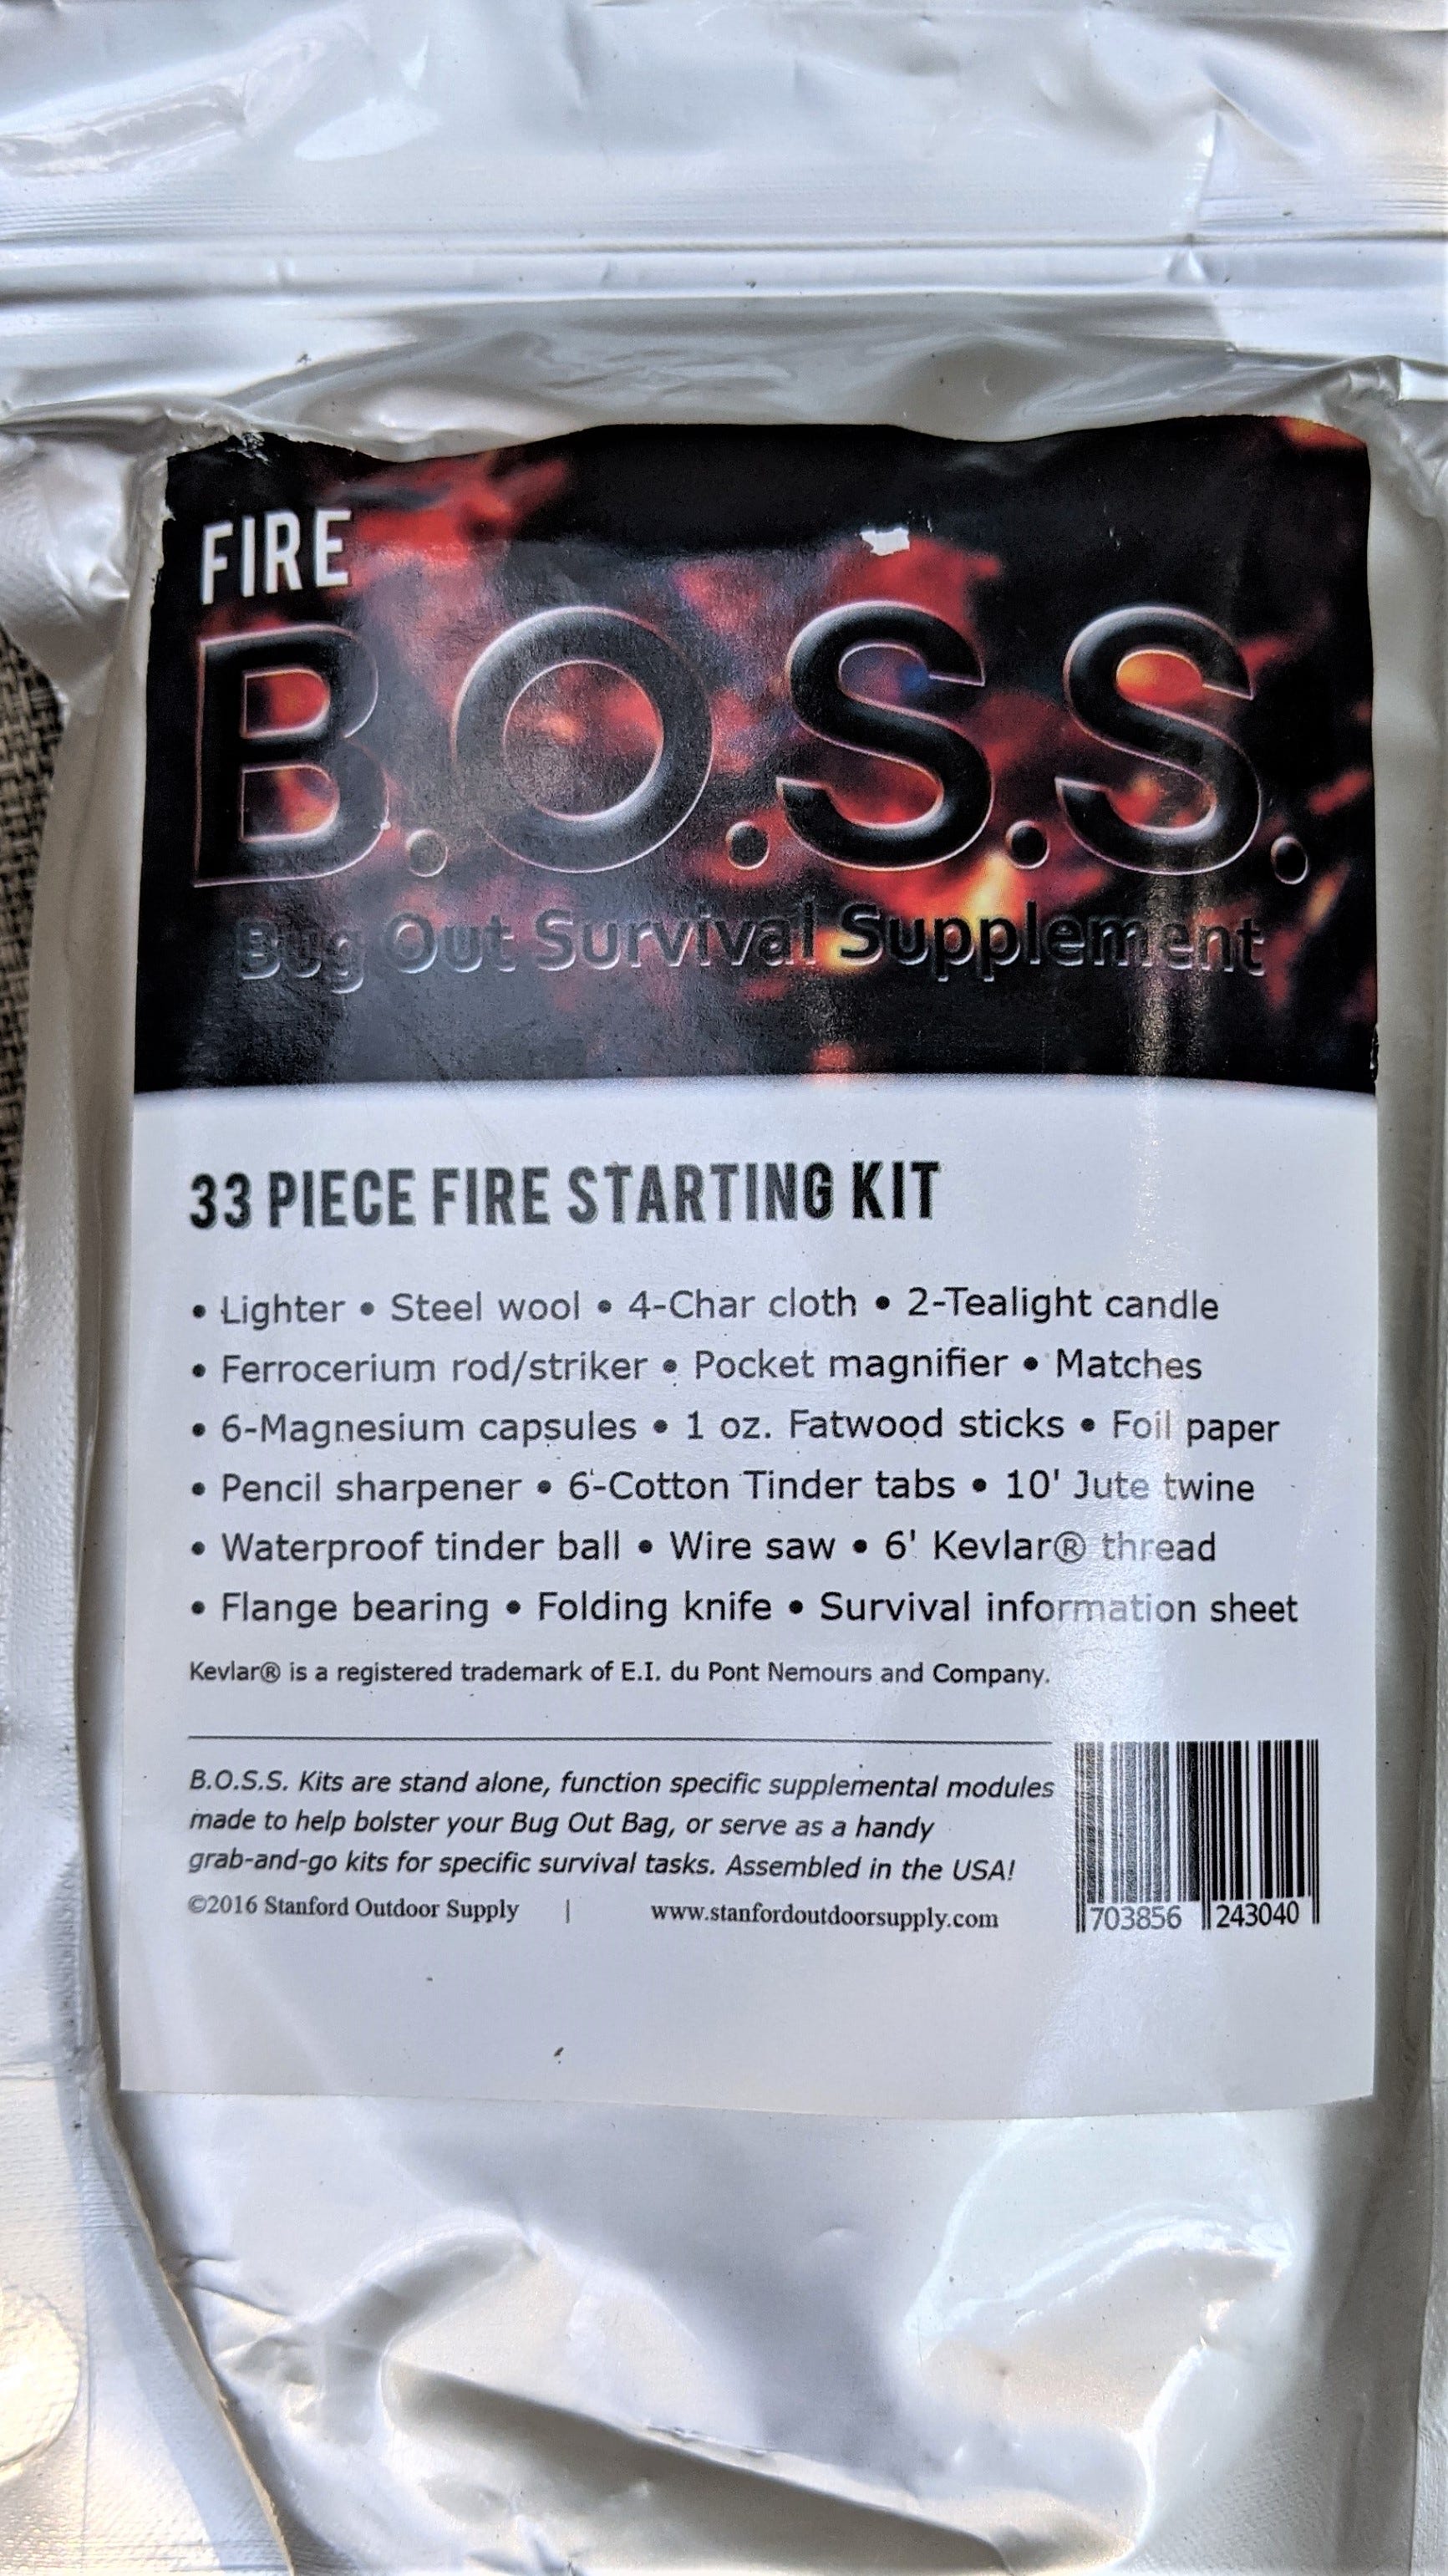 FIRE
B.O.S.S.
Bug Out Survival Supplement
33 PIECE FIRE STARTING KIT
• Lighter • Steel wool • 4-Char cloth • 2-Tealight candle
• Ferrocerium rod/striker • Pocket magnifier • Matches
• 6-Magnesium capsules • 1 oz. Fatwood sticks • Foil paper
• Pencil sharpener • 6-Cotton Tinder tabs • 10' Jute twine
• Waterproof tinder ball • Wire saw • 6' Kevlar® thread
• Flange bearing • Folding knife • Survival information sheet
Kevlar® is a registered trademark of E.I. du Pont Nemours and Company.
B.O.S.S. Kits are stand alone, function specific supplemental modules
made to help bolster your Bug Out Bag, or serve as a handy
grab-and-go kits for specific survival tasks. Assembled in the USA!
©2016 Stanford Outdoor Supply | www.stanfordoutdoorsupply.com
703856 243040